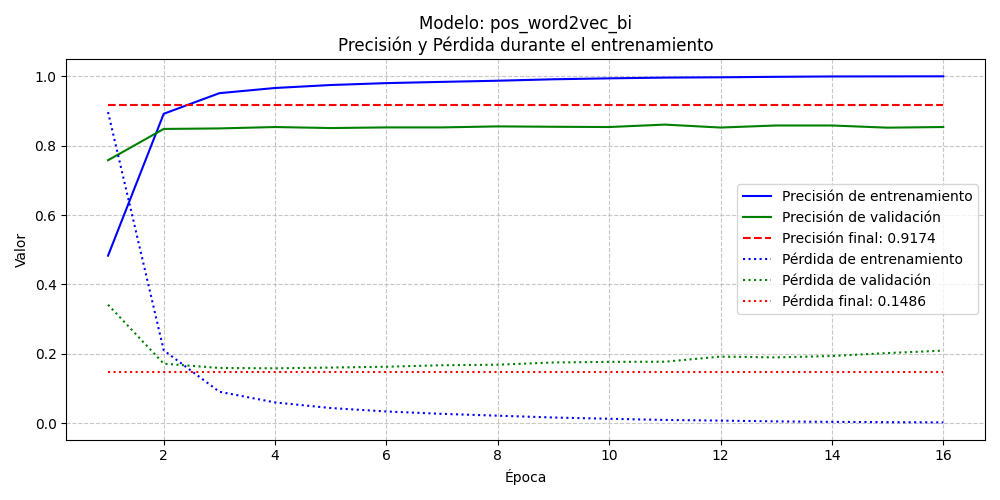 Modelo: pos_word2vec_bi
Precisión y Pérdida durante el entrenamiento
Valor
1.0
0.8
0.6
0.4
0.2
0.0
Precisión de entrenamiento
Precisión de validación
Precisión final: 0.9174
Pérdida de entrenamiento
Pérdida de validación
Pérdida final: 0.1486
2 4 6 8 10 12 14 16
Época